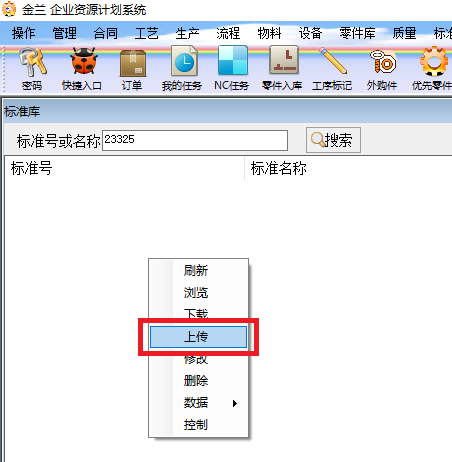 金兰 企业资源计划系统
操作 管理 合同 工艺 生产 流程 物料 设备 零件库 质量 标
密码 快捷入口 订单 我的任务 NC任务 零件入库 工序标记 外购件 优先零件
标准库
标准号或名称 23325 搜索
标准号 标准名称
刷新
浏览
下载
上传
修改
删除
数据
控制